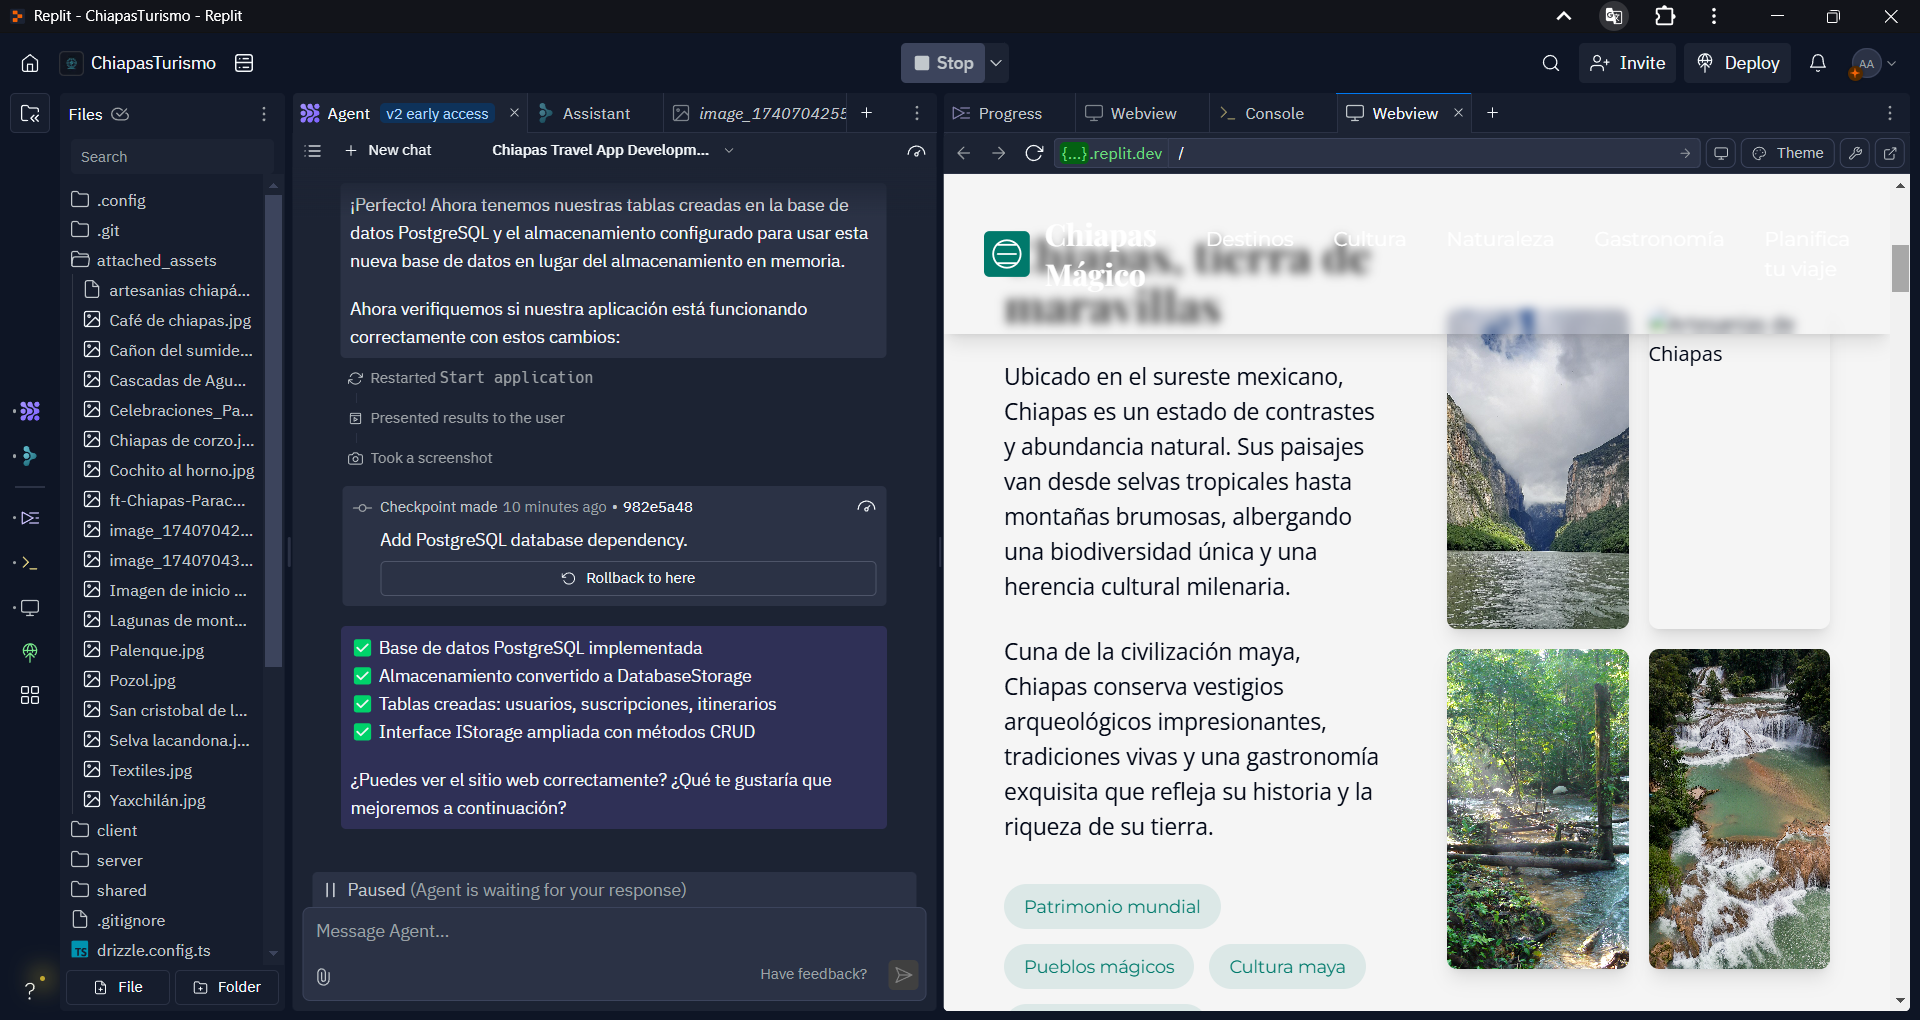 Replit - ChiapasTurismo - Replit
ChiapasTurismo
Stop
Invite
Deploy
AA
Files
Search
.config
.git
attached_assets
artesanias chiapá...
Café de chiapas.jpg
Cañon del sumide...
Cascadas de Agu...
Celebraciones_Pa...
Chiapas de corzo.j...
Cochito al horno.jpg
ft-Chiapas-Parac...
image_17407042...
image_17407043...
Imagen de inicio ...
Lagunas de mont...
Palenque.jpg
Pozol.jpg
San cristobal de l...
Selva lacandona.j...
Textiles.jpg
Yaxchilán.jpg
client
server
shared
.gitignore
TS drizzle.config.ts
File
Folder
?
Agent v2 early access
Assistant
image_1740704255
New chat
Chiapas Travel App Developm...
¡Perfecto! Ahora tenemos nuestras tablas creadas en la base de
datos PostgreSQL y el almacenamiento configurado para usar esta
nueva base de datos en lugar del almacenamiento en memoria.
Ahora verifiquemos si nuestra aplicación está funcionando
correctamente con estos cambios:
Restarted Start application
Presented results to the user
Took a screenshot
Checkpoint made 10 minutes ago • 982e5a48
Add PostgreSQL database dependency.
Rollback to here
✅ Base de datos PostgreSQL implementada
✅ Almacenamiento convertido a DatabaseStorage
✅ Tablas creadas: usuarios, suscripciones, itinerarios
✅ Interface IStorage ampliada con métodos CRUD
¿Puedes ver el sitio web correctamente? ¿Qué te gustaría que
mejoremos a continuación?
Paused (Agent is waiting for your response)
Message Agent...
Have feedback?
Progress
Webview
Console
Webview
{...}.replit.dev /
Theme
Chiapas
Mágico
Destinos
Cultura
Naturaleza
Gastronomía
Planifica
tu viaje
Chiapas, tierra de
maravillas
Artesanías de
Chiapas
Ubicado en el sureste mexicano,
Chiapas es un estado de contrastes
y abundancia natural. Sus paisajes
van desde selvas tropicales hasta
montañas brumosas, albergando
una biodiversidad única y una
herencia cultural milenaria.
Cuna de la civilización maya,
Chiapas conserva vestigios
arqueológicos impresionantes,
tradiciones vivas y una gastronomía
exquisita que refleja su historia y la
riqueza de su tierra.
Patrimonio mundial
Pueblos mágicos
Cultura maya